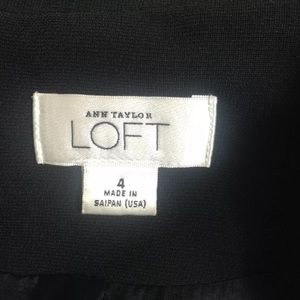 ANN TAYLOR
LOFT
4
MADE IN
SAIPAN (USA)